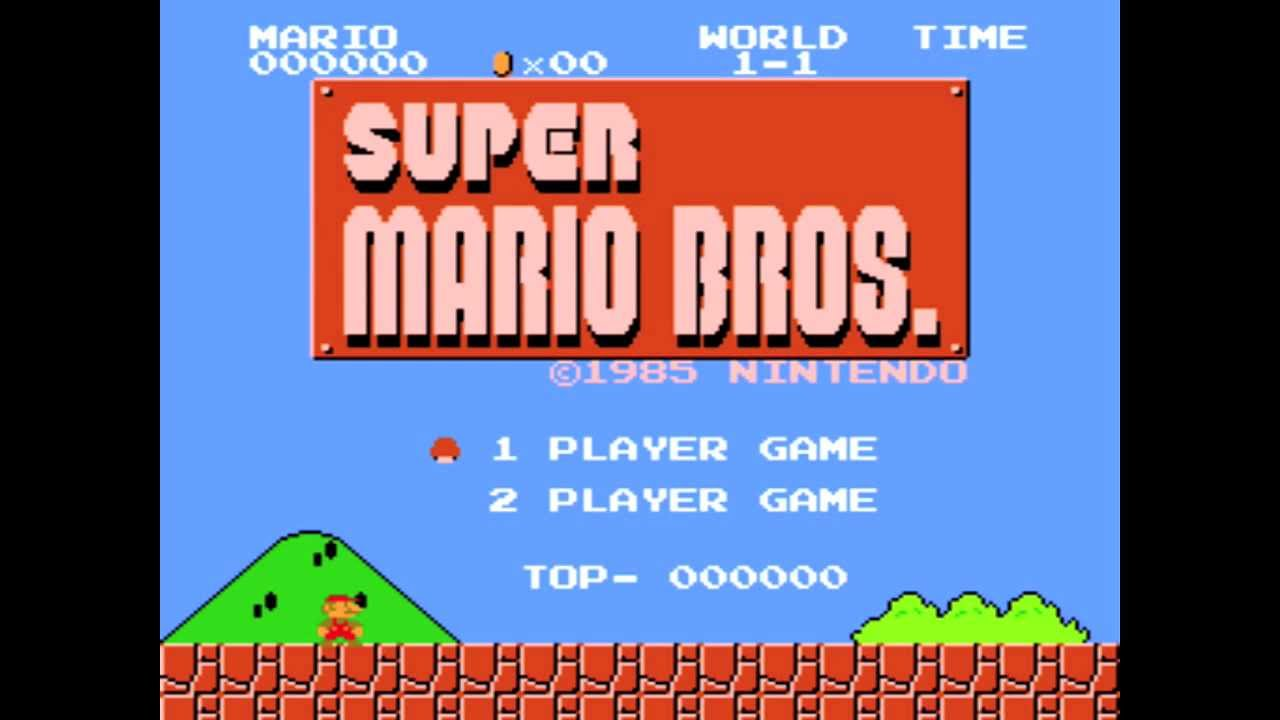 MARIO WORLD TIME
000000 ×00 1-1
SUPER
MARIO BROS.
©1985 NINTENDO
1 PLAYER GAME
2 PLAYER GAME
TOP- 000000